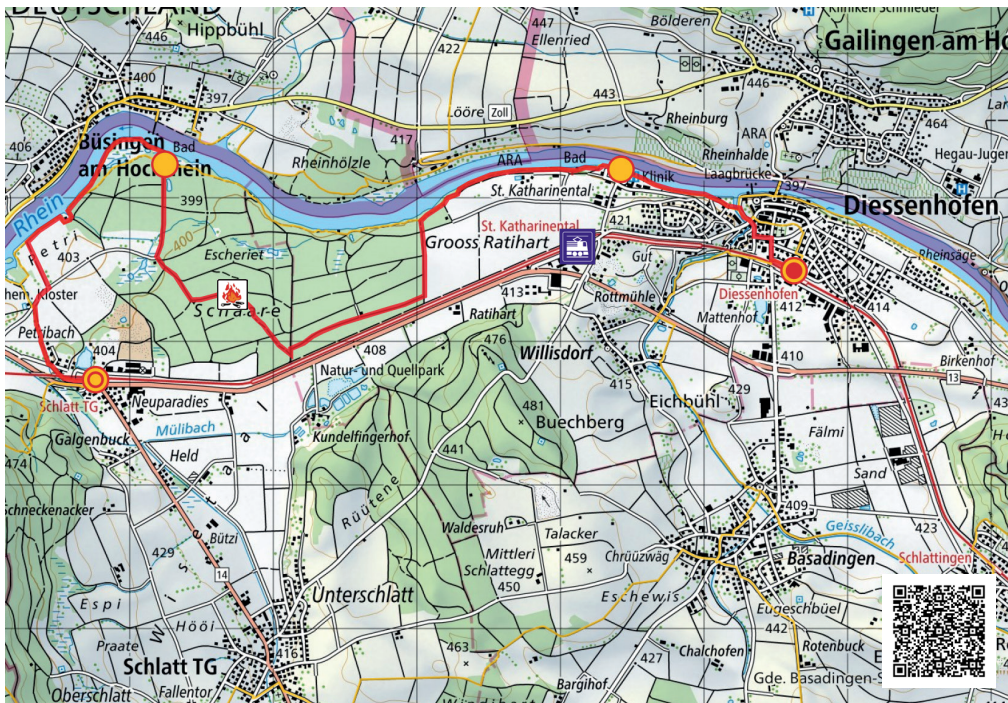 DEUTSCHLAND
Hippbühl
446
400
397
406
Büsingen
am Hochrhein
Bad
399
400
Rhein
Petri
403
Petribach
404
Schlatt TG
Neuparadies
Mülibach
Galgenbuck
Held
474
429
Bützi
14
Espi
Hööi
Praate
Schlatt TG
Oberschlatt
Fallentor
416
Unterschlatt
Escheriet
Schaare
Rheinhölzle
417
422
447
Ellenried
Lööre
Zoll
443
Bölderen
Kliniken Schmieder
Gailingen am Ho
446
Rheinburg
ARA
464
Hegau-Jugen
Rheinhalde
Laagbrücke
397
Diessenhofen
Rheinsäge
ARA
Bad
Klinik
St. Katharinental
St. Katharinental
421
Grooss Ratihart
Gut
413
Ratihart
Rottmühle
Diessenhofen
Mattenhof
412
414
410
Birkenhof
13
408
Natur- und Quellpark
Kundelfingerhof
476
Willisdorf
415
481
Buechberg
441
Rüütene
Eichbühl
429
Fälmi
Sand
423
409
Geisslibach
Basadingen
Schlattingen
Waldesruh
Talacker
Mittleri
Schlattegg
459
450
Chrüüzwäg
Eschewis
Eugeschbüel
442
Rotenbuck
427
Chalchofen
463
Bargihof
Gde. Basadingen-S